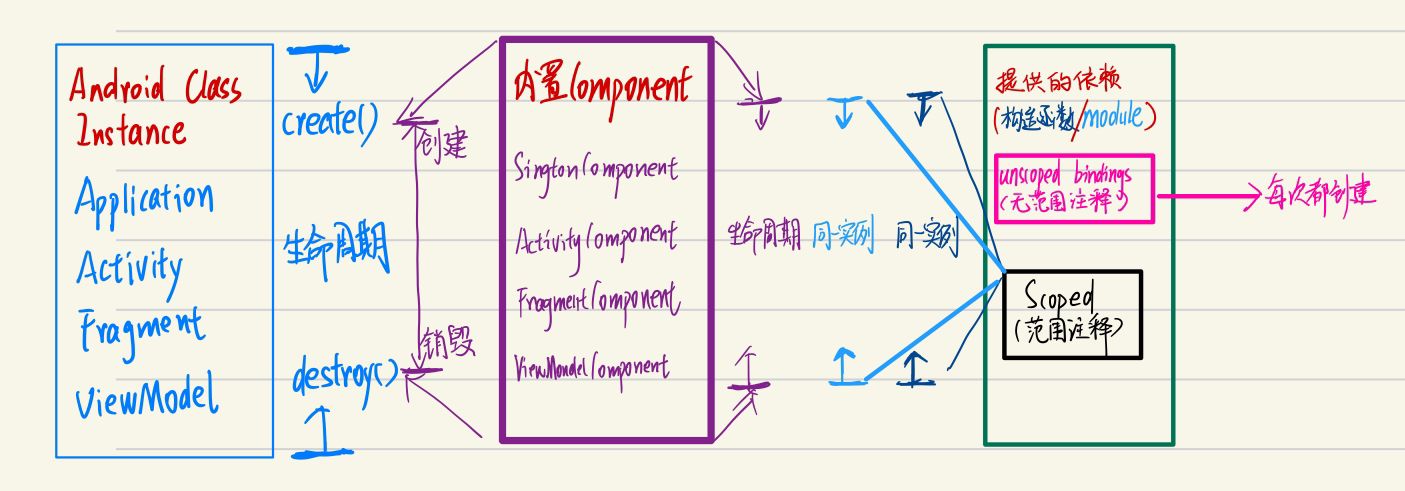 Android Class
Instance
Application
Activity
Fragment
ViewModel
create()
生命周期
destroy()
创建
销毁
内置Component
SingtonComponent
ActivityComponent
FragmentComponent
ViewMondelComponent
生命周期
同一实例
同一实例
提供的依赖
(构造函数/module)
unscoped bindings
(无范围注释)
每次都创建
Scoped
(范围注释)